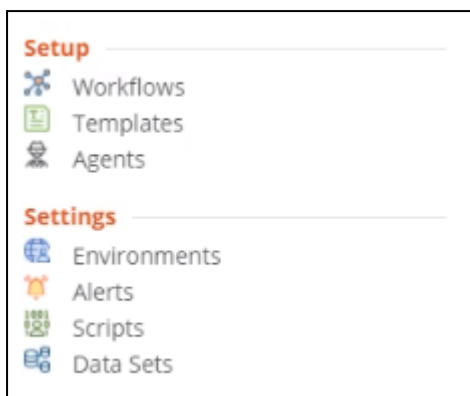 Setup
Workflows
Templates
Agents
Settings
Environments
Alerts
Scripts
Data Sets